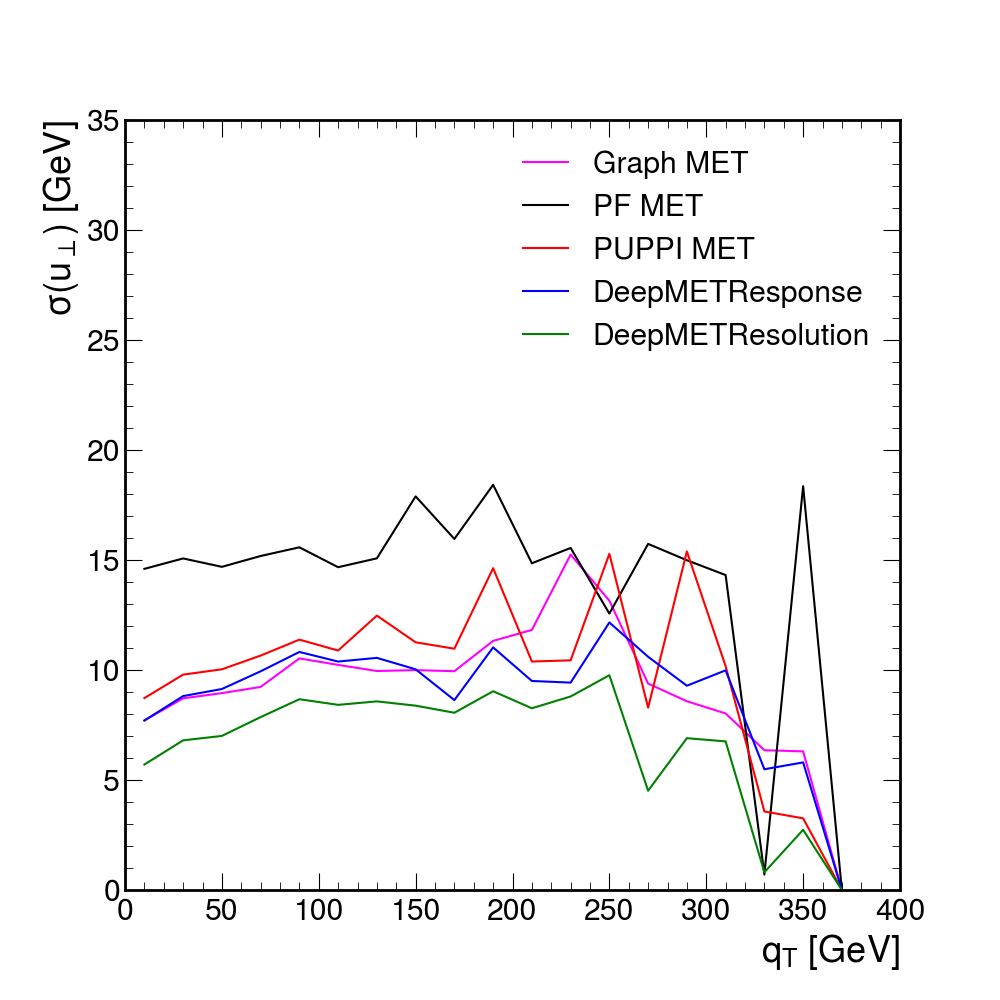 σ(u⊥) [GeV]
35
30
25
20
15
10
5
0
Graph MET
PF MET
PUPPI MET
DeepMETResponse
DeepMETResolution
0 50 100 150 200 250 300 350 400
qT [GeV]